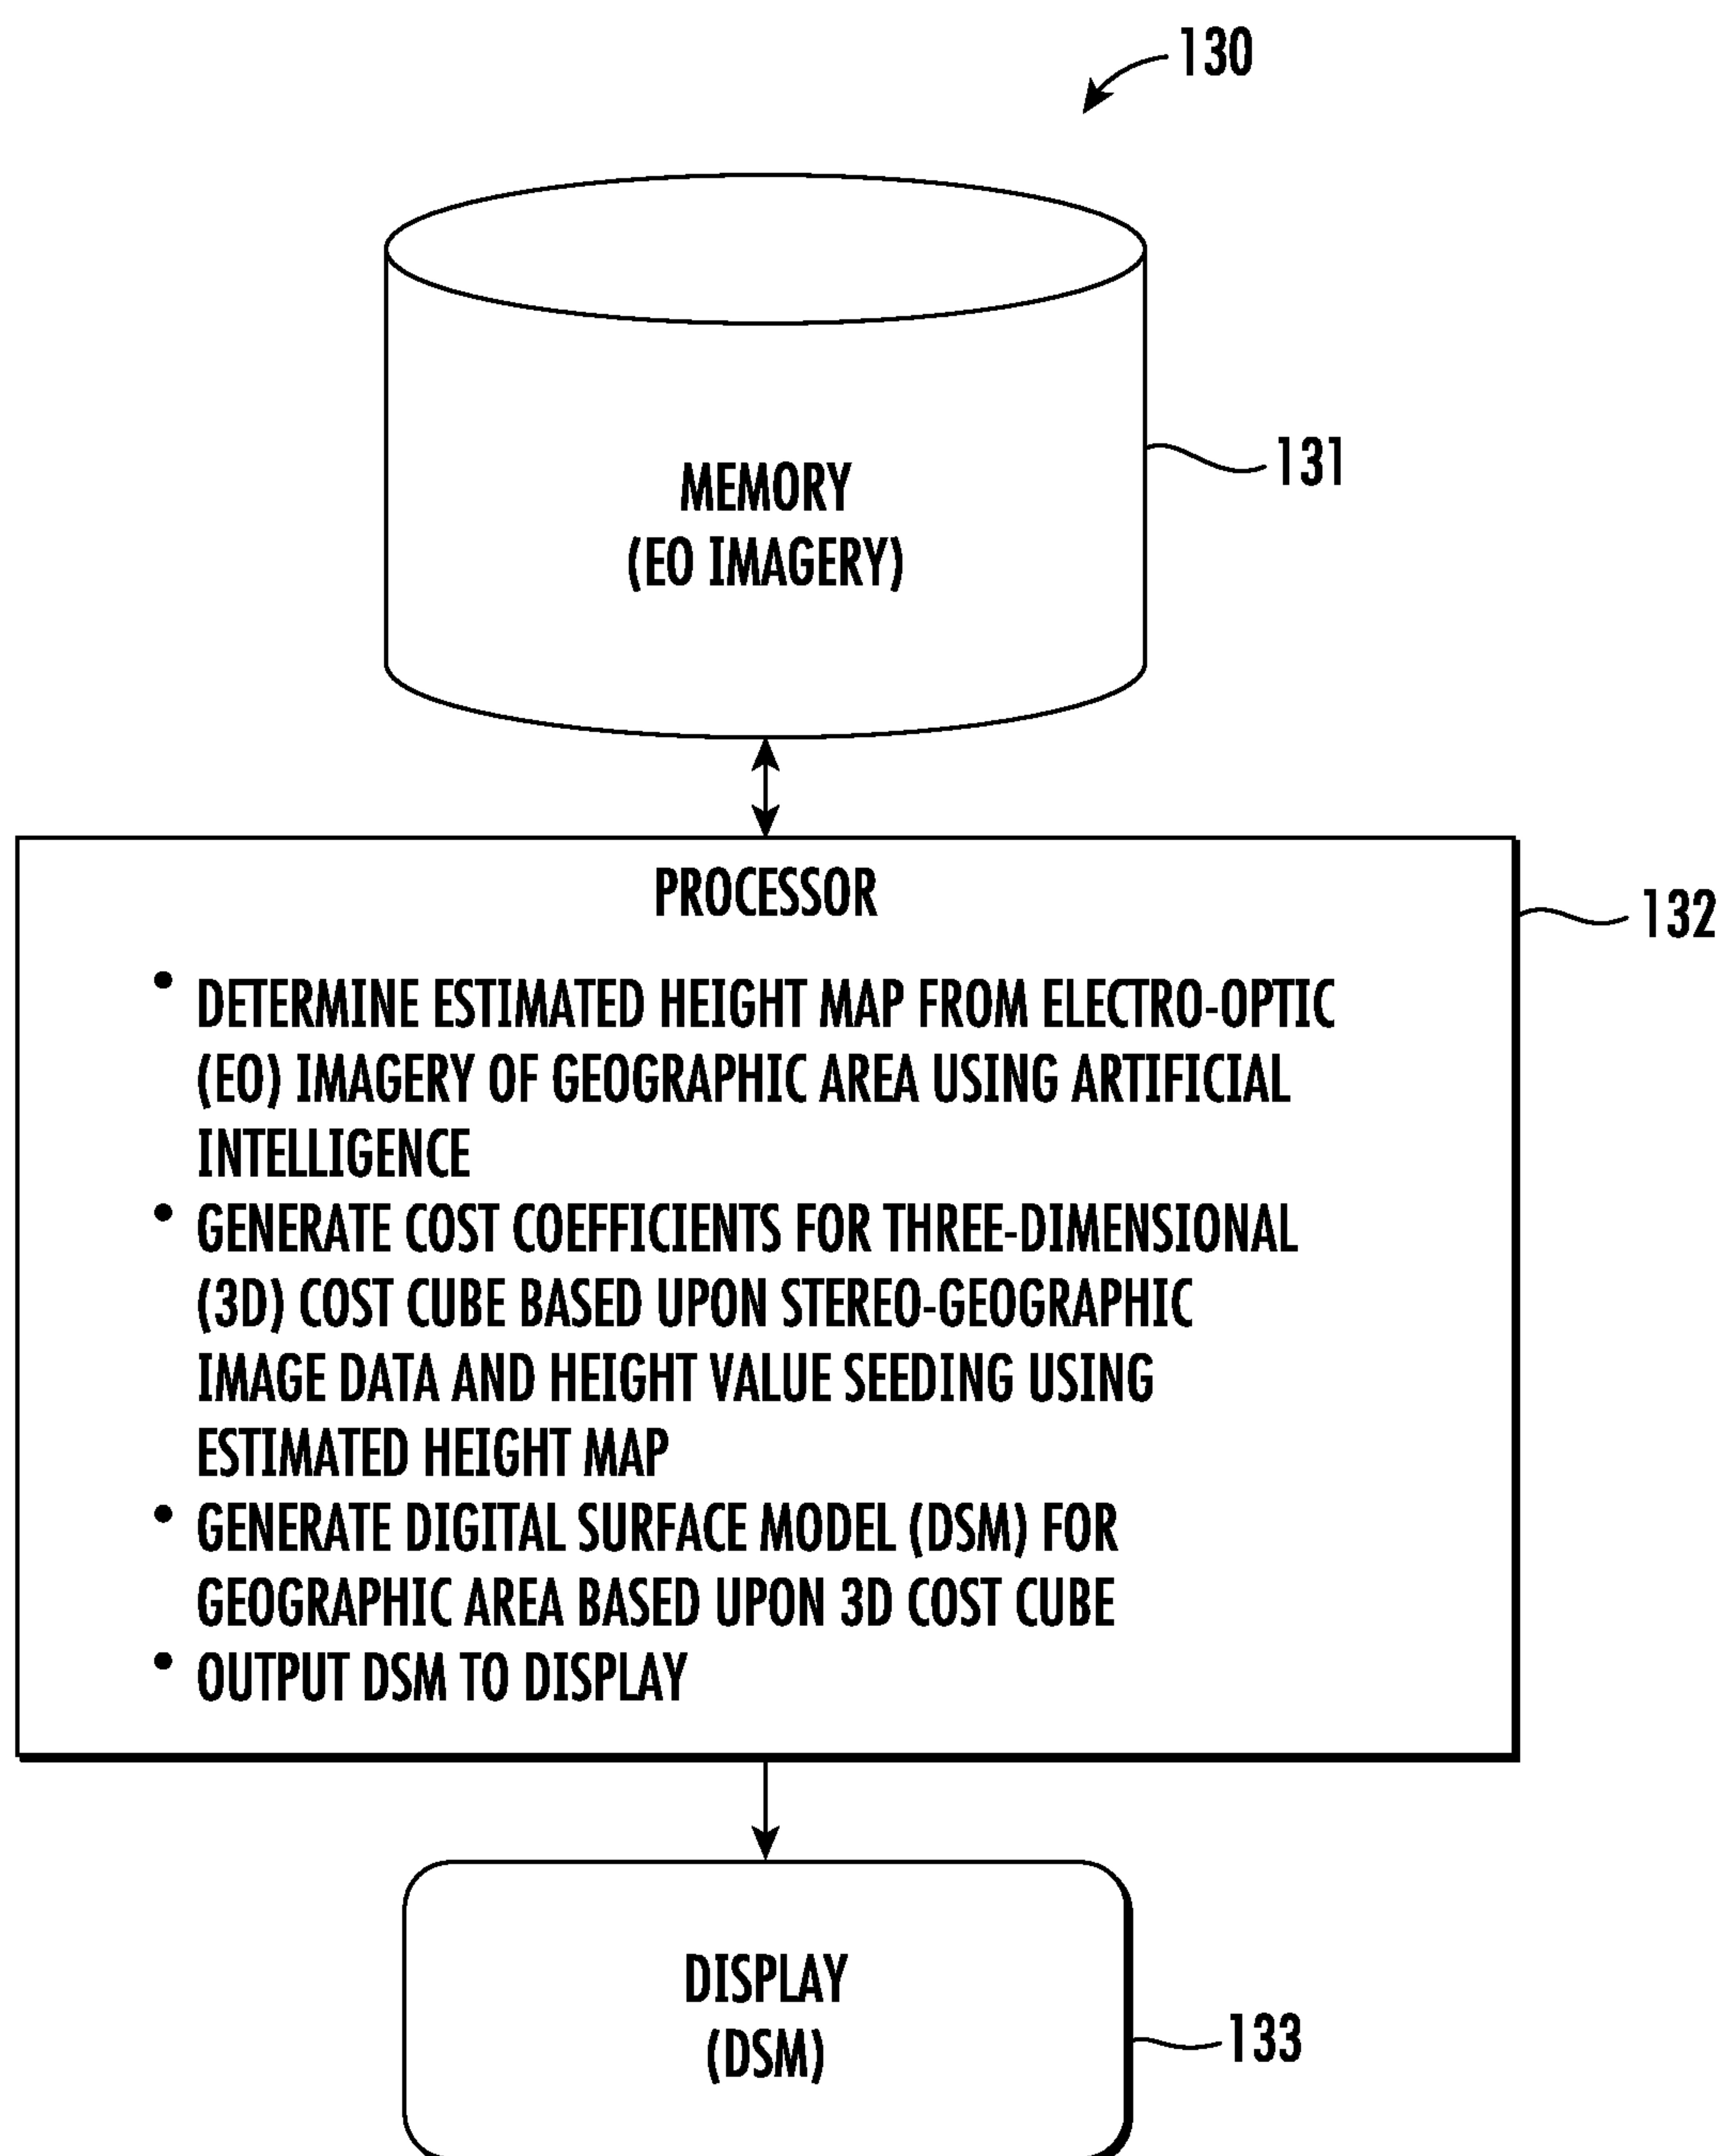 130
MEMORY
(EO IMAGERY)
131
PROCESSOR
132
• DETERMINE ESTIMATED HEIGHT MAP FROM ELECTRO-OPTIC
(EO) IMAGERY OF GEOGRAPHIC AREA USING ARTIFICIAL
INTELLIGENCE
• GENERATE COST COEFFICIENTS FOR THREE-DIMENSIONAL
(3D) COST CUBE BASED UPON STEREO-GEOGRAPHIC
IMAGE DATA AND HEIGHT VALUE SEEDING USING
ESTIMATED HEIGHT MAP
• GENERATE DIGITAL SURFACE MODEL (DSM) FOR
GEOGRAPHIC AREA BASED UPON 3D COST CUBE
• OUTPUT DSM TO DISPLAY
DISPLAY
(DSM)
133